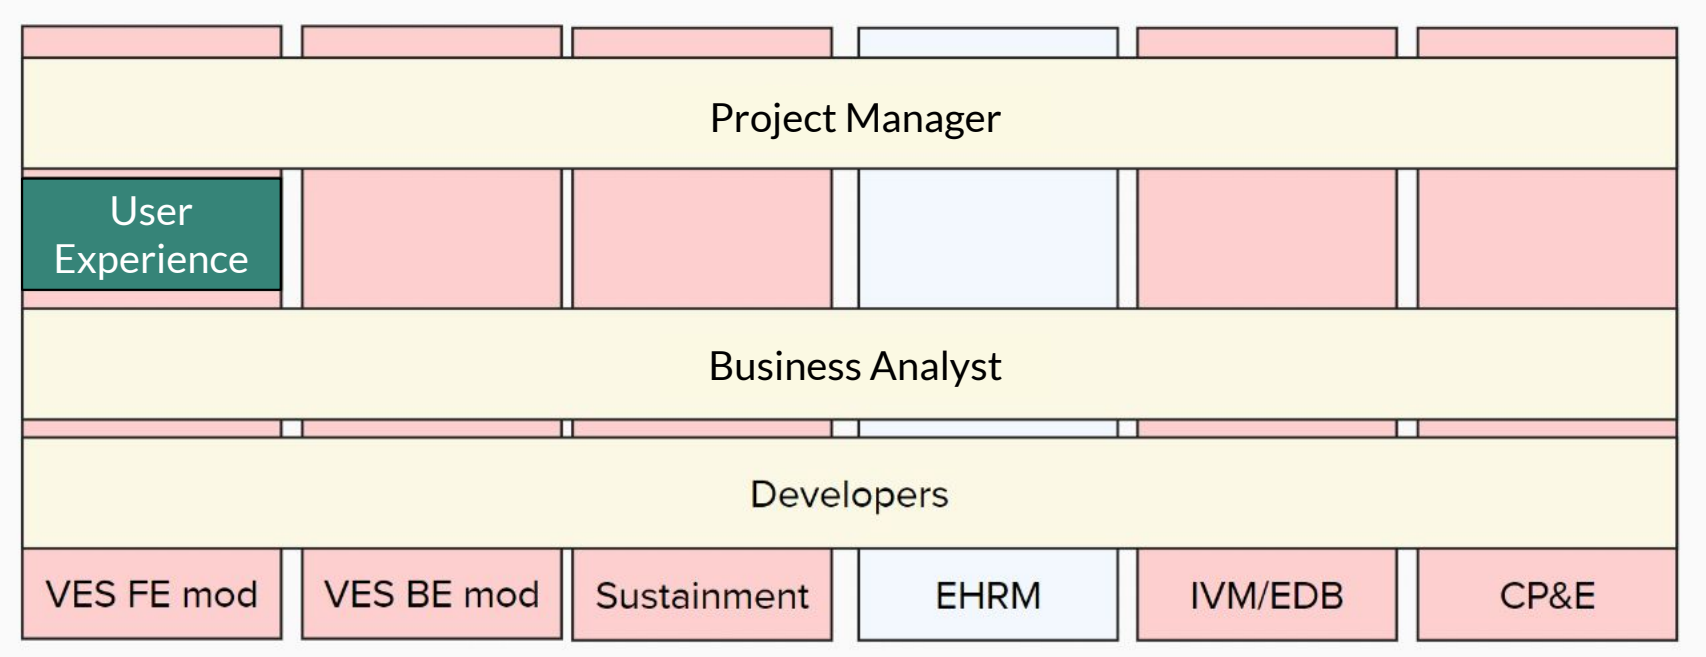 Project Manager
User
Experience
Business Analyst
Developers
VES FE mod
VES BE mod
Sustainment
EHRM
IVM/EDB
CP&E